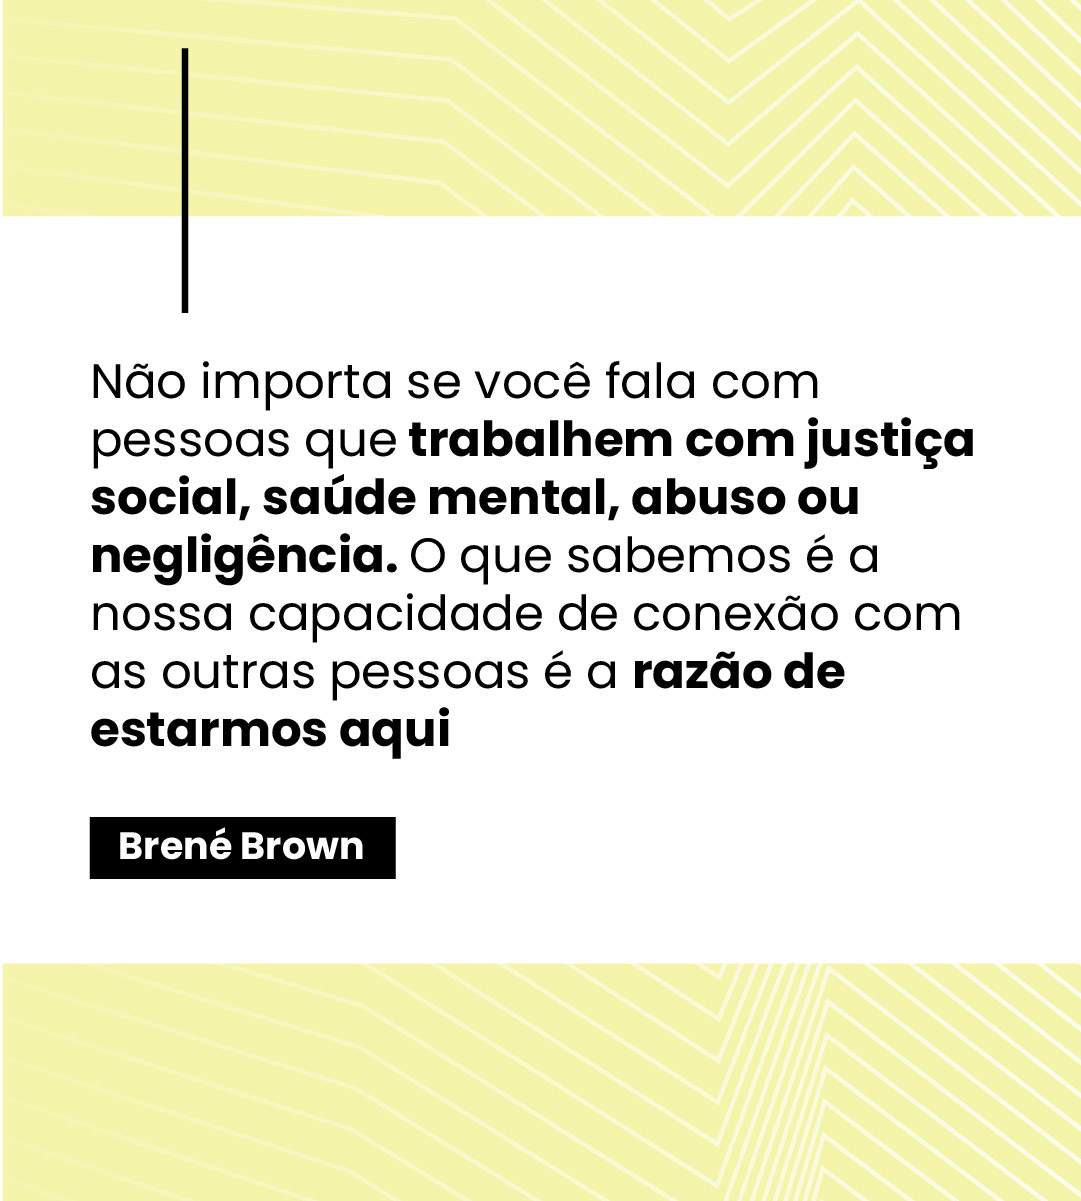 Não importa se você fala com
pessoas que trabalhem com justiça
social, saúde mental, abuso ou
negligência. O que sabemos é a
nossa capacidade de conexão com
as outras pessoas é a razão de
estarmos aqui
Brené Brown